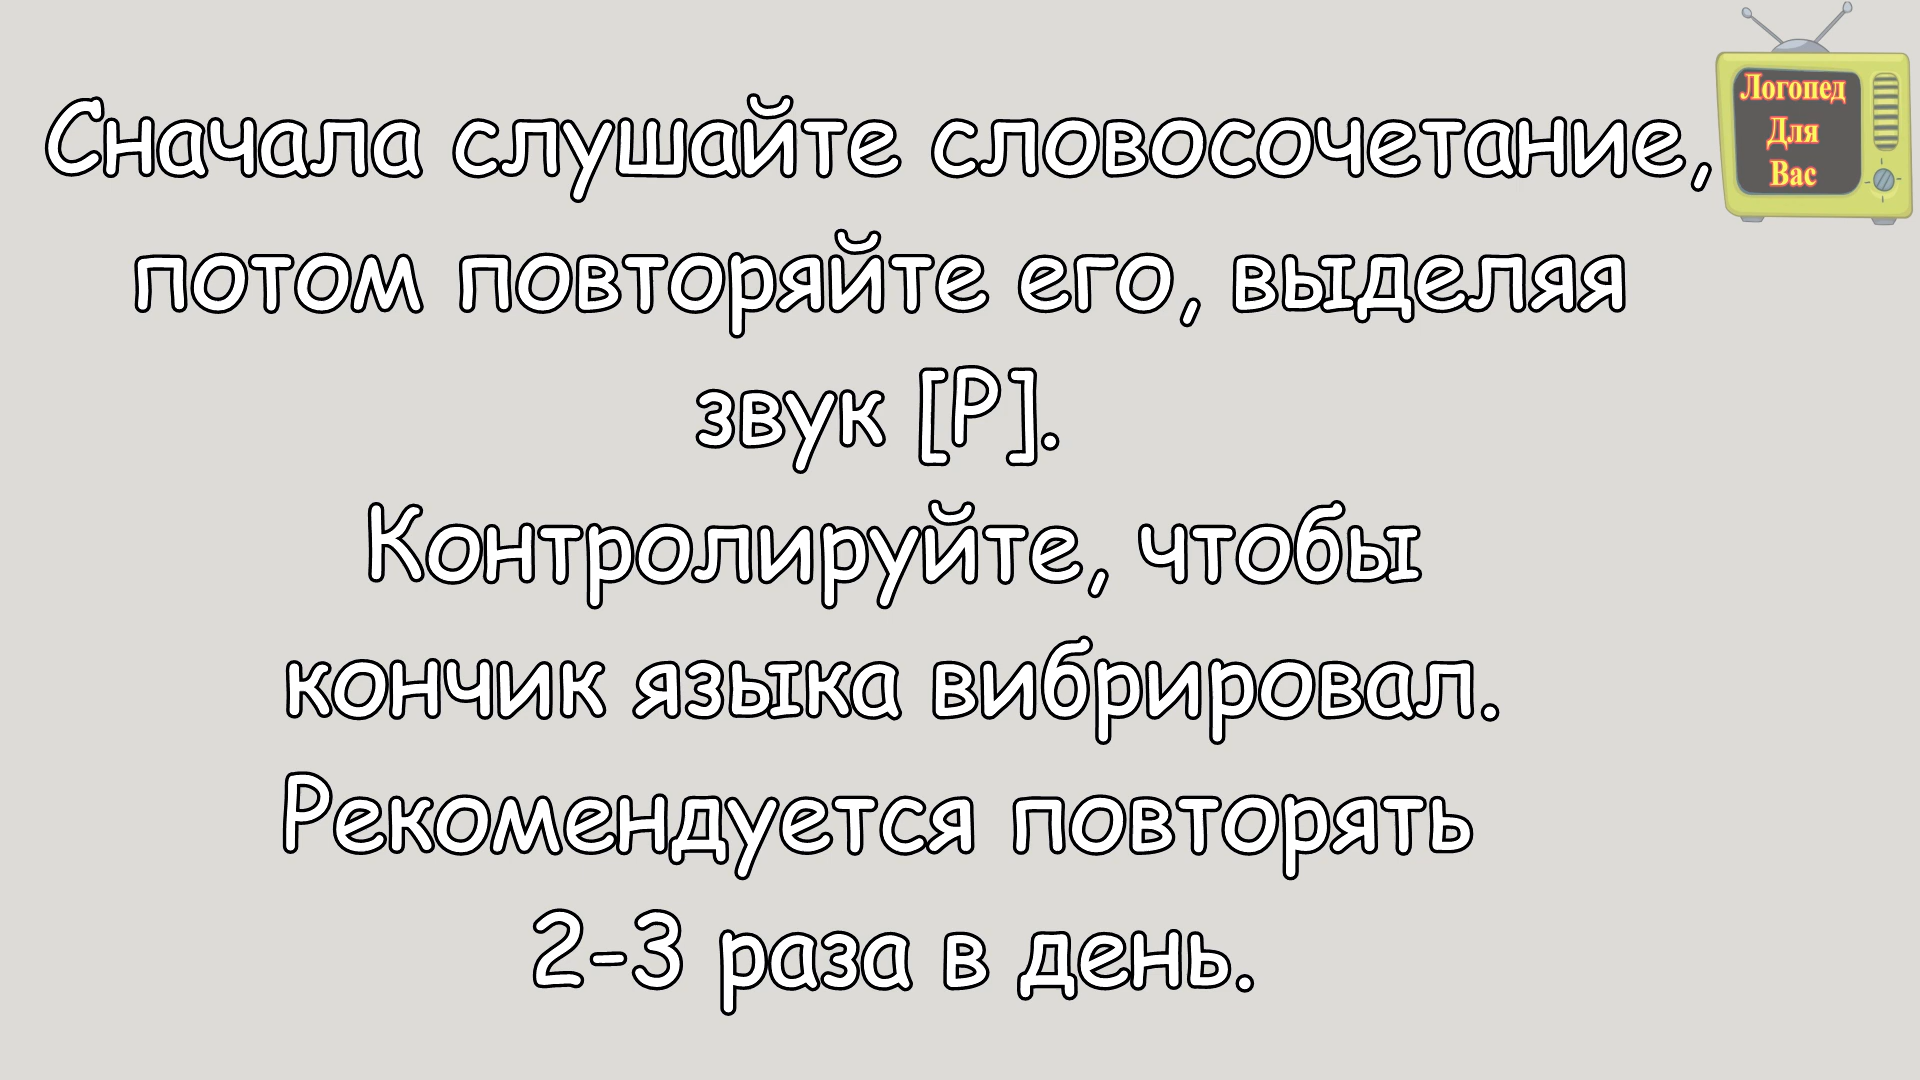 Сначала слушайте словосочетание,
потом повторяйте его, выделяя
звук [Р].
Контролируйте, чтобы
кончик языка вибрировал.
Рекомендуется повторять
2-3 раза в день.
Логопед
Для
Вас